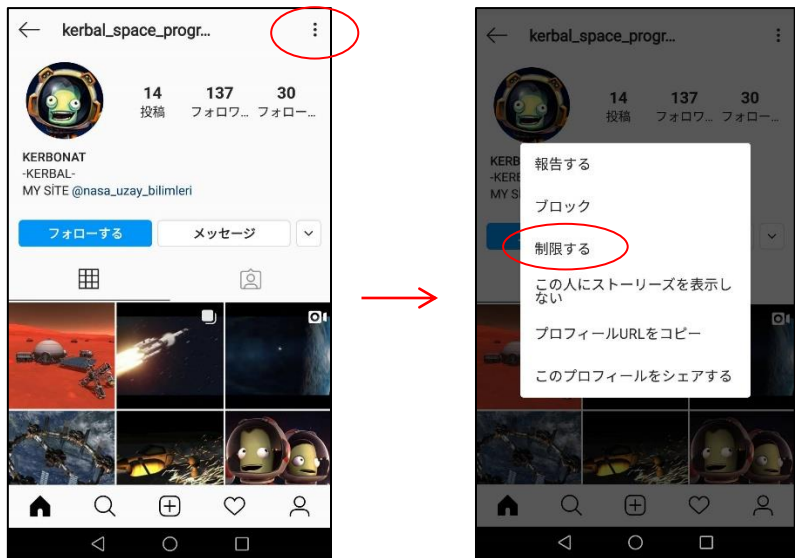 kerbal_space_progr...
14 137 30
投稿 フォロワ... フォロー...
KERBONAT
-KERBAL-
MY SİTE @nasa_uzay_bilimleri
フォローする メッセージ
kerbal_space_progr...
14 137 30
投稿 フォロワ... フォロー...
KERB
-KERE
MY S
報告する
ブロック
制限する
この人にストーリーズを表示し
ない
プロフィールURLをコピー
このプロフィールをシェアする